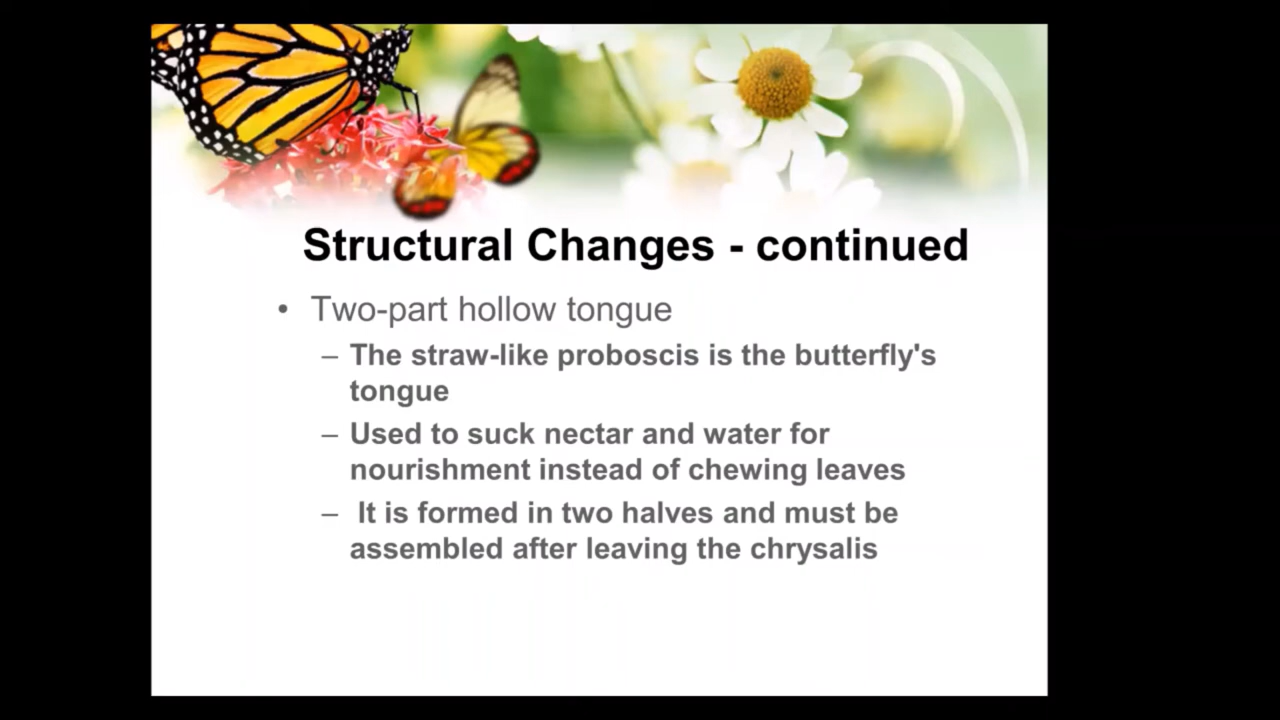 Structural Changes - continued
• Two-part hollow tongue
– The straw-like proboscis is the butterfly's
tongue
– Used to suck nectar and water for
nourishment instead of chewing leaves
– It is formed in two halves and must be
assembled after leaving the chrysalis